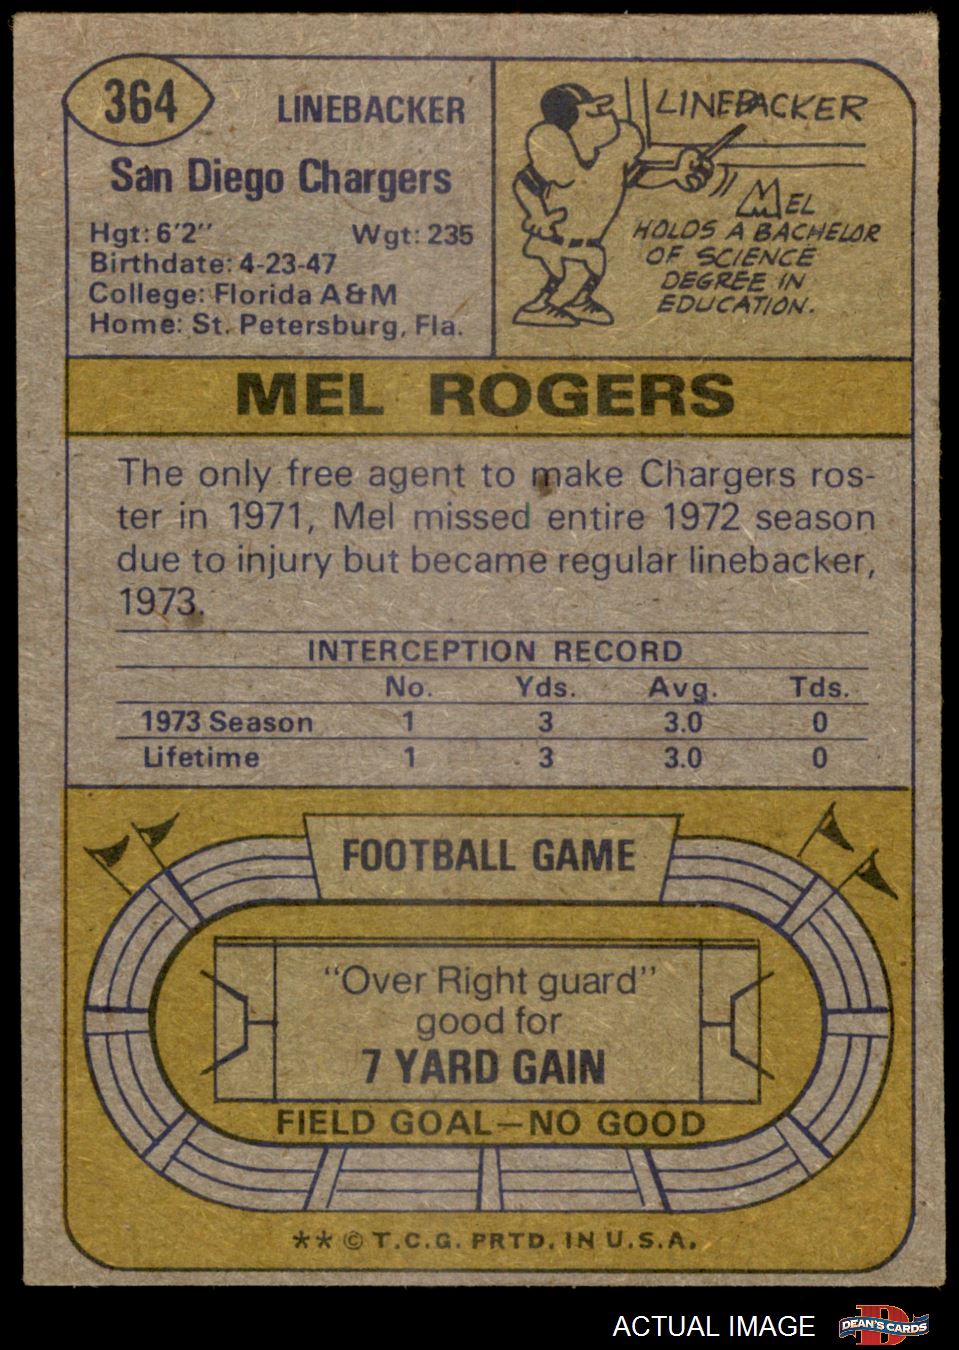 364
LINEBACKER
San Diego Chargers
Hgt: 6'2" Wgt: 235
Birthdate: 4-23-47
College: Florida A&M
Home: St. Petersburg, Fla.
LINEBACKER
MEL
HOLDS A BACHELOR
OF SCIENCE
DEGREE IN
EDUCATION.
MEL ROGERS
The only free agent to make Chargers ros-
ter in 1971, Mel missed entire 1972 season
due to injury but became regular linebacker,
1973.
INTERCEPTION RECORD
No. Yds. Avg. Tds.
1973 Season 1 3 3.0 0
Lifetime 1 3 3.0 0
FOOTBALL GAME
"Over Right guard"
good for
7 YARD GAIN
FIELD GOAL—NO GOOD
** © T.C.G. PRTD. IN U.S.A.
ACTUAL IMAGE
DEAN'S CARDS